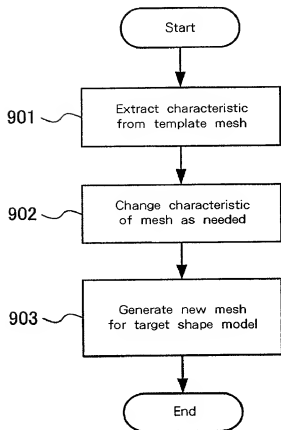 Start
901
Extract characteristic
from template mesh
902
Change characteristic
of mesh as needed
903
Generate new mesh
for target shape model
End